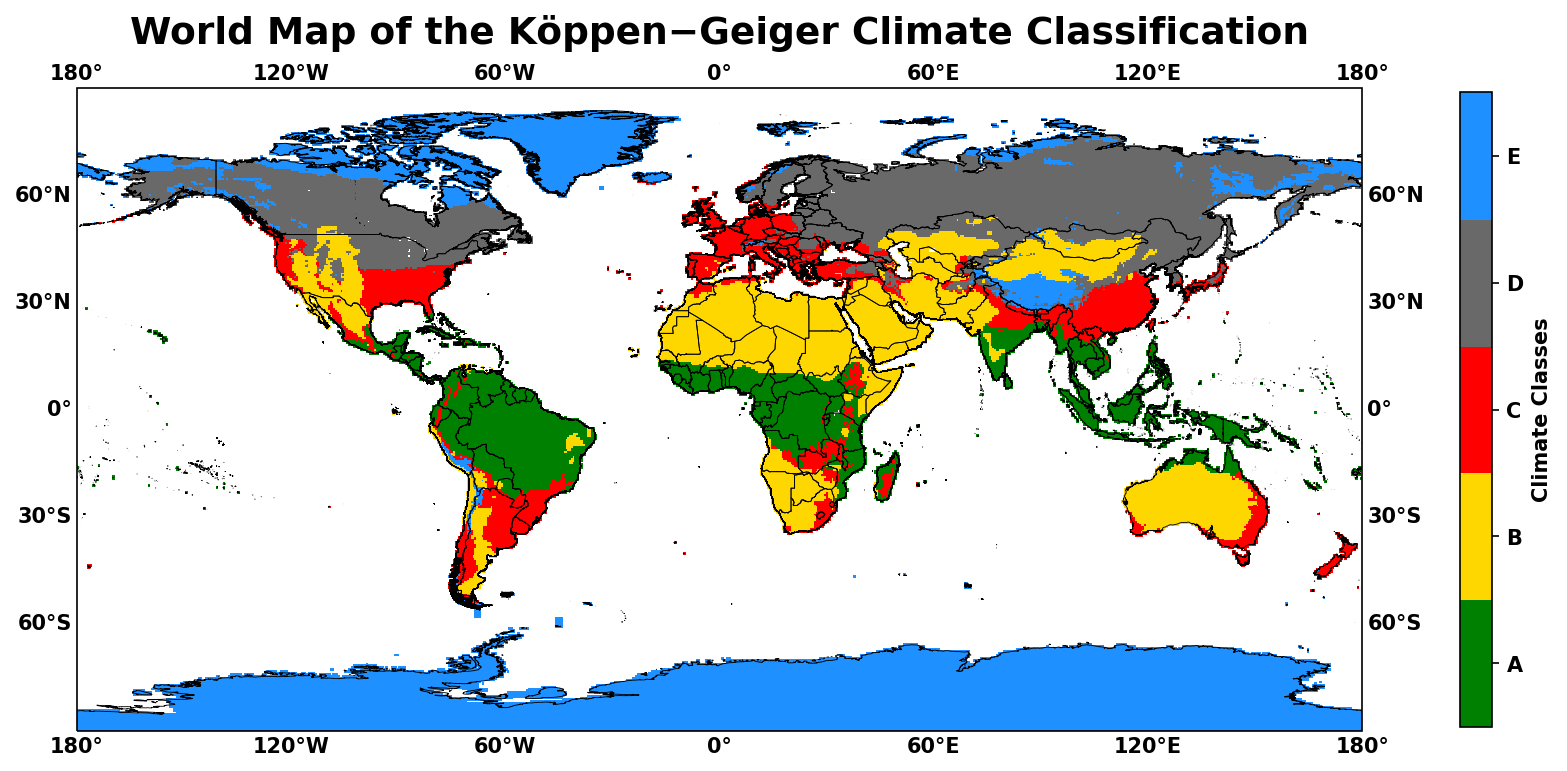 World Map of the Köppen−Geiger Climate Classification
180° 120°W 60°W 0° 60°E 120°E 180°
60°N 60°N
30°N 30°N
0° 0°
30°S 30°S
60°S 60°S
180° 120°W 60°W 0° 60°E 120°E 180°
E
D
C
B
A
Climate Classes